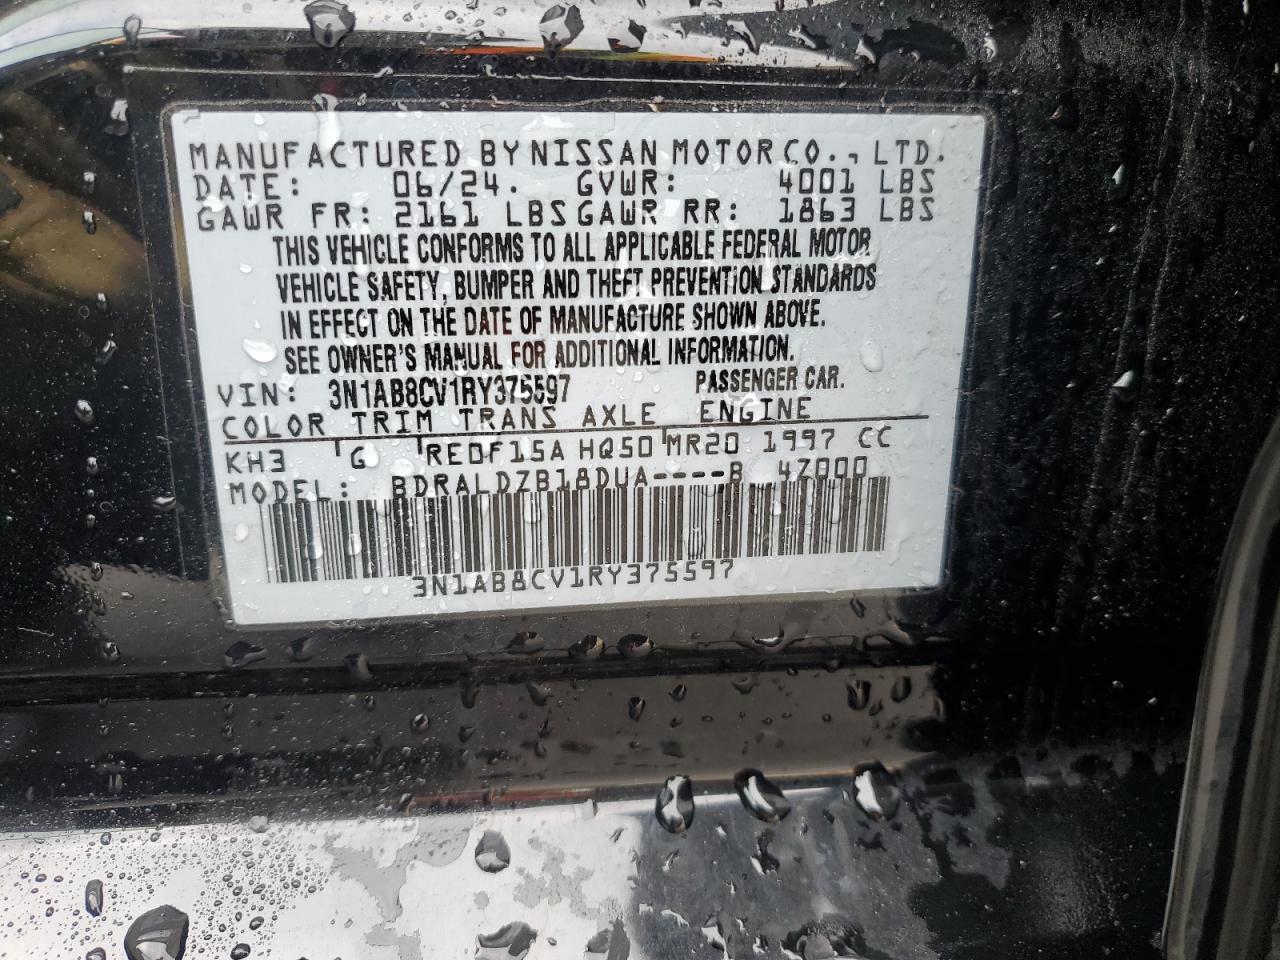 MANUFACTURED BY NISSAN MOTOR CO., LTD.
DATE: 06/24. GVWR: 4001 LBS
GAWR FR: 2161 LBS GAWR RR: 1863 LBS
THIS VEHICLE CONFORMS TO ALL APPLICABLE FEDERAL MOTOR
VEHICLE SAFETY, BUMPER AND THEFT PREVENTION STANDARDS
IN EFFECT ON THE DATE OF MANUFACTURE SHOWN ABOVE.
SEE OWNER'S MANUAL FOR ADDITIONAL INFORMATION.
VIN: 3N1AB8CV1RY375597 PASSENGER CAR.
COLOR TRIM TRANS AXLE ENGINE
KH3 G RE0F15A HQ50 MR20 1997 CC
MODEL: BDRALDZB18DUA----B 4Z000
3N1AB8CV1RY375597